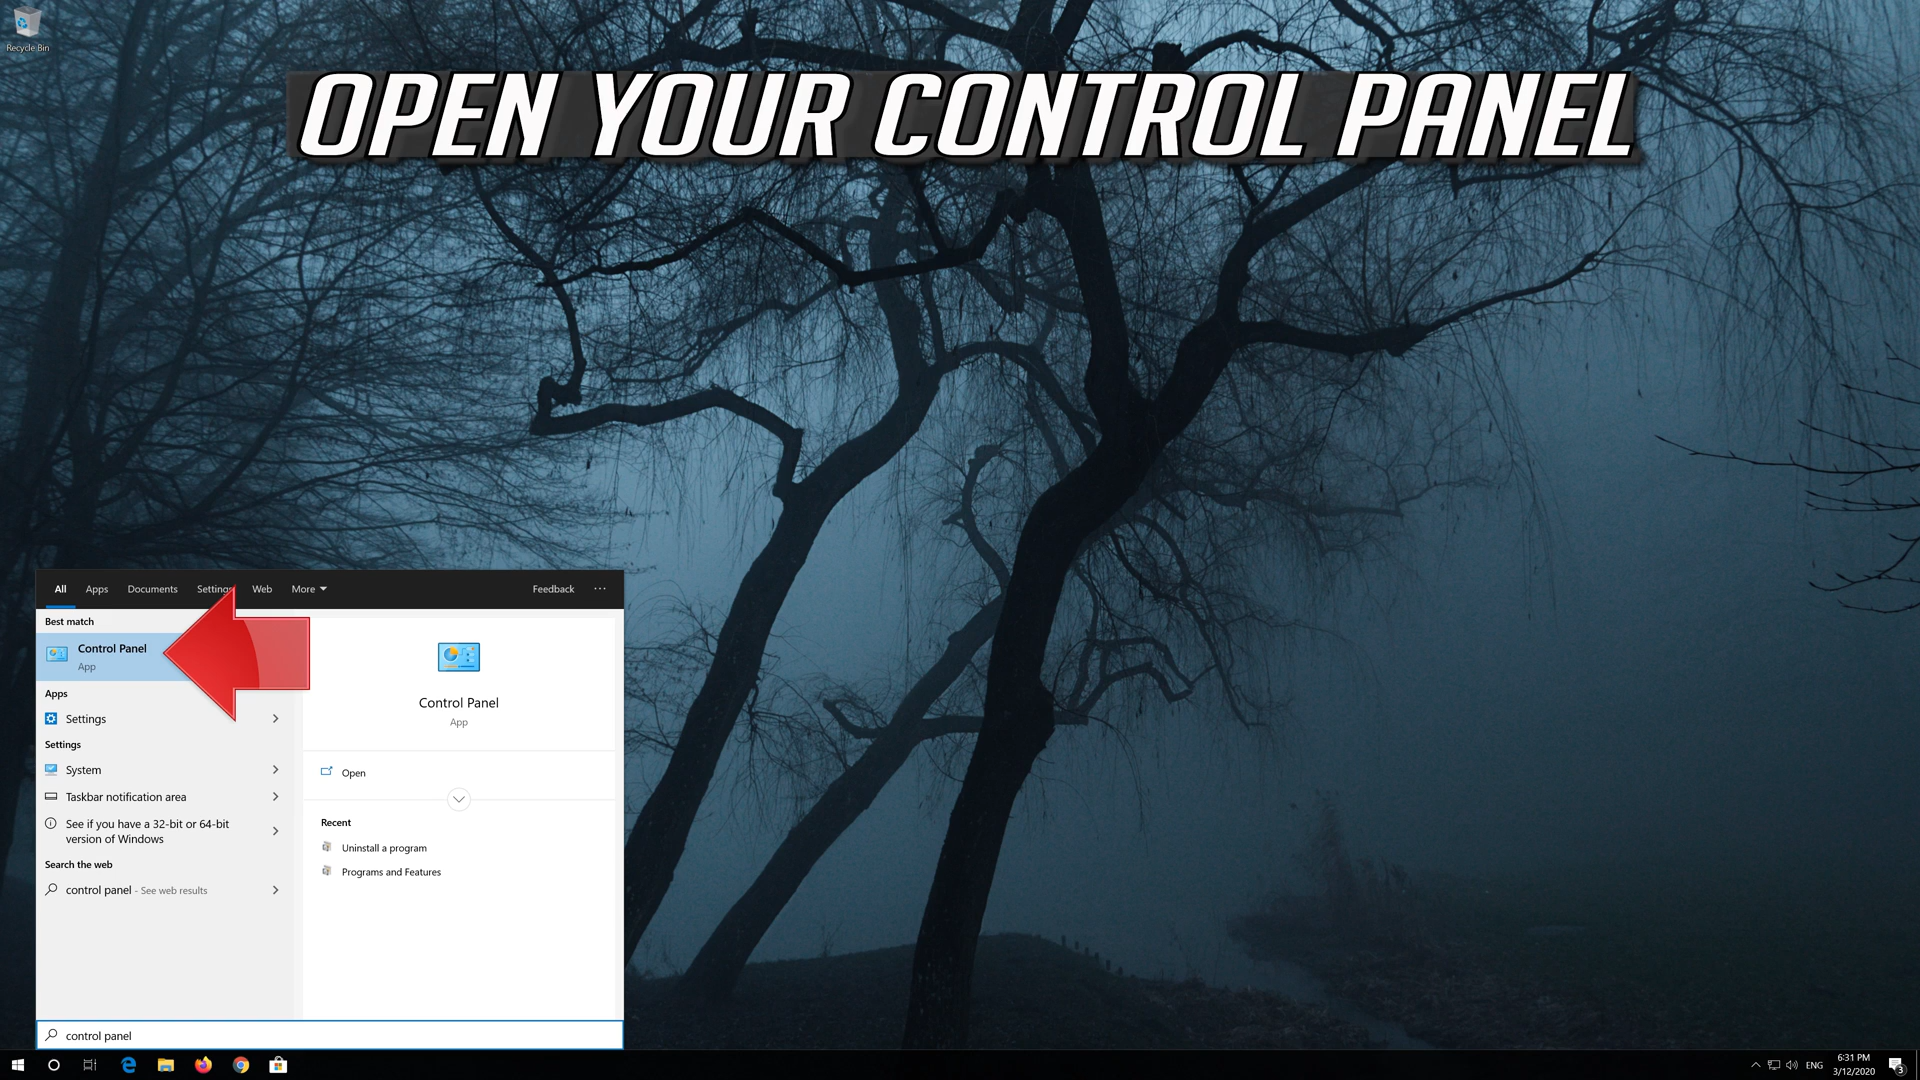 Recycle Bin
OPEN YOUR CONTROL PANEL
All Apps Documents Settings Web More Feedback ...
Best match
Control Panel
App
Apps
Settings
Settings
System
Taskbar notification area
See if you have a 32-bit or 64-bit
version of Windows
Search the web
control panel - See web results
Control Panel
App
Open
Recent
Uninstall a program
Programs and Features
control panel
ENG
6:31 PM
3/12/2020
3